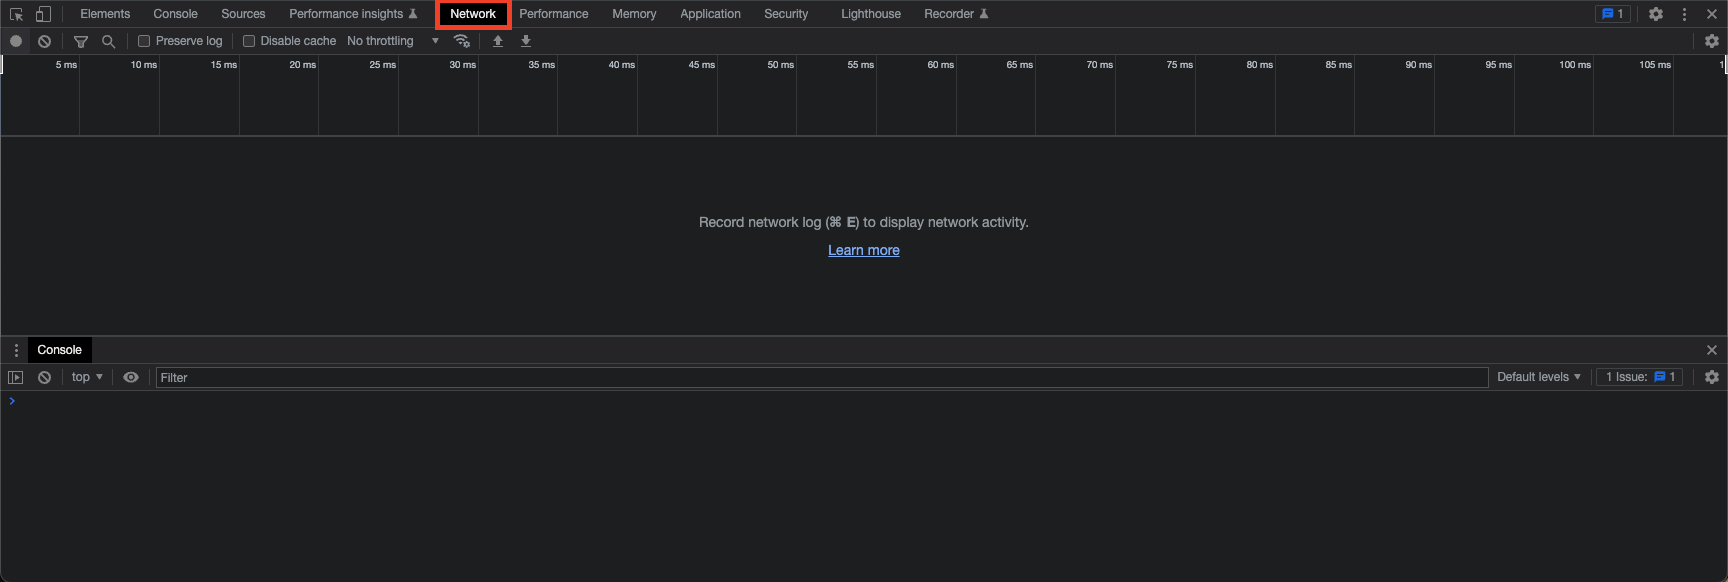 Elements Console Sources Performance insights Network Performance Memory Application Security Lighthouse Recorder 1
Preserve log Disable cache No throttling
5 ms 10 ms 15 ms 20 ms 25 ms 30 ms 35 ms 40 ms 45 ms 50 ms 55 ms 60 ms 65 ms 70 ms 75 ms 80 ms 85 ms 90 ms 95 ms 100 ms 105 ms 1
Record network log (⌘ E) to display network activity.
Learn more
Console
top Filter Default levels 1 Issue: 1